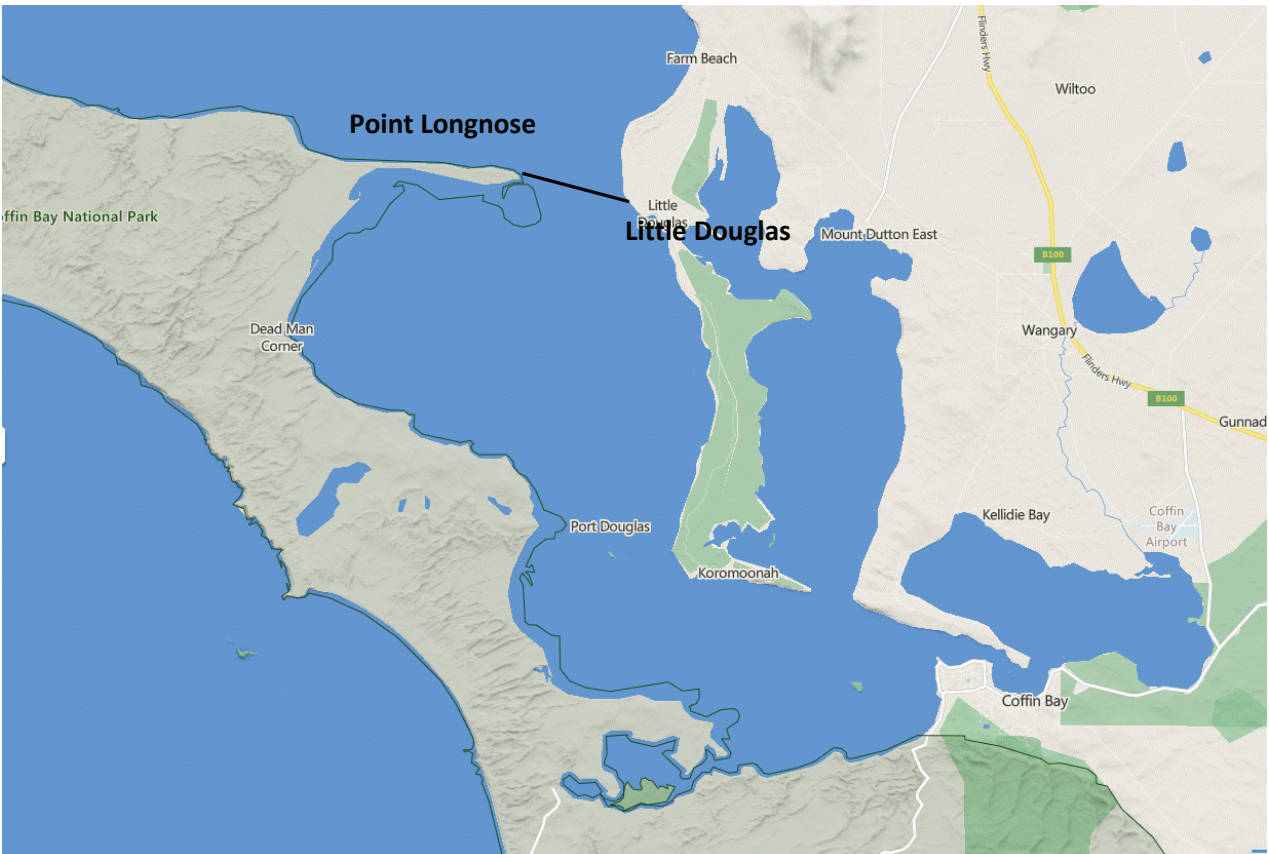 Farm Beach
Flinders Hwy
Wiltoo
Point Longnose
offin Bay National Park
Little
Douglas
Little Douglas
Mount Dutton East
B100
Dead Man
Corner
Wangary
Flinders Hwy
B100
Gunnad
Port Douglas
Kellidie Bay
Coffin
Bay
Airport
Koromoonah
Coffin Bay